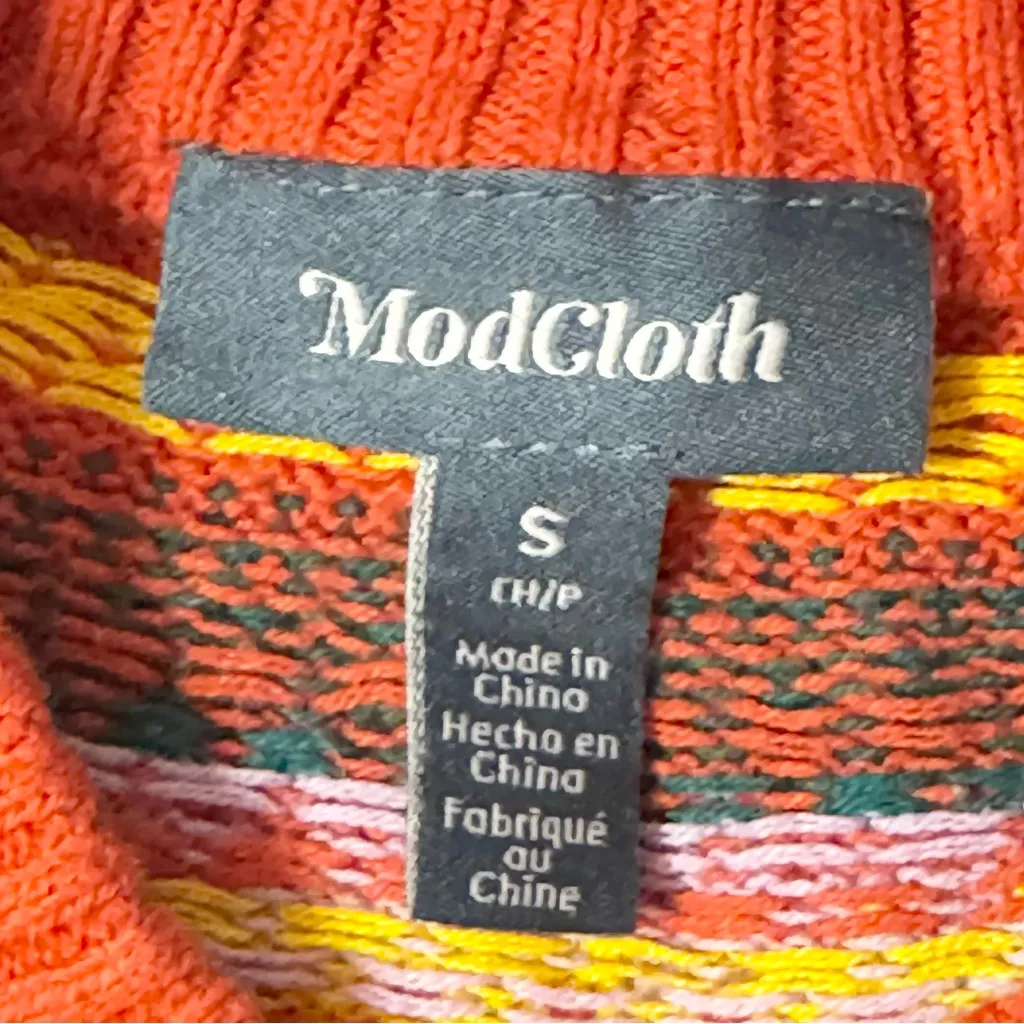 ModCloth
S
CH/P
Made in
China
Hecho en
China
Fabriqué
au
Chine